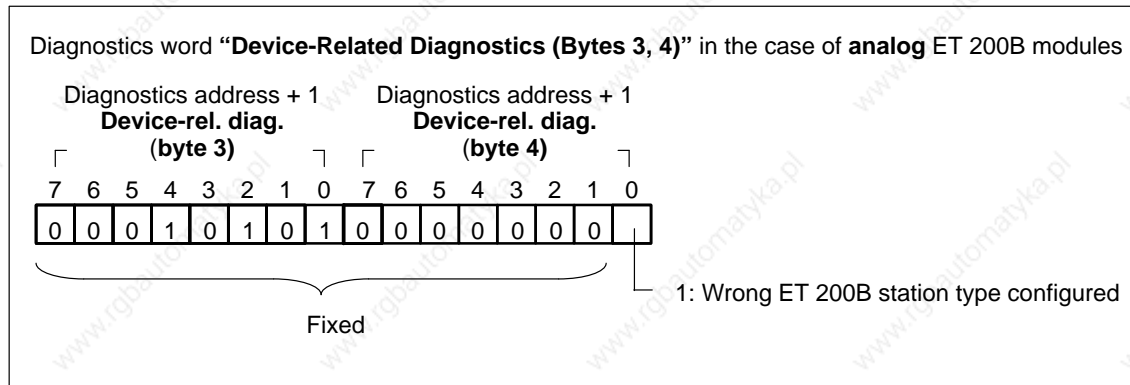 Diagnostics word “Device-Related Diagnostics (Bytes 3, 4)” in the case of analog ET 200B modules
Diagnostics address + 1 Diagnostics address + 1
Device-rel. diag. Device-rel. diag.
(byte 3) (byte 4)
7 6 5 4 3 2 1 0 7 6 5 4 3 2 1 0
0 0 0 1 0 1 0 1 0 0 0 0 0 0 0
1: Wrong ET 200B station type configured
Fixed
www.rgbautomatyka.pl